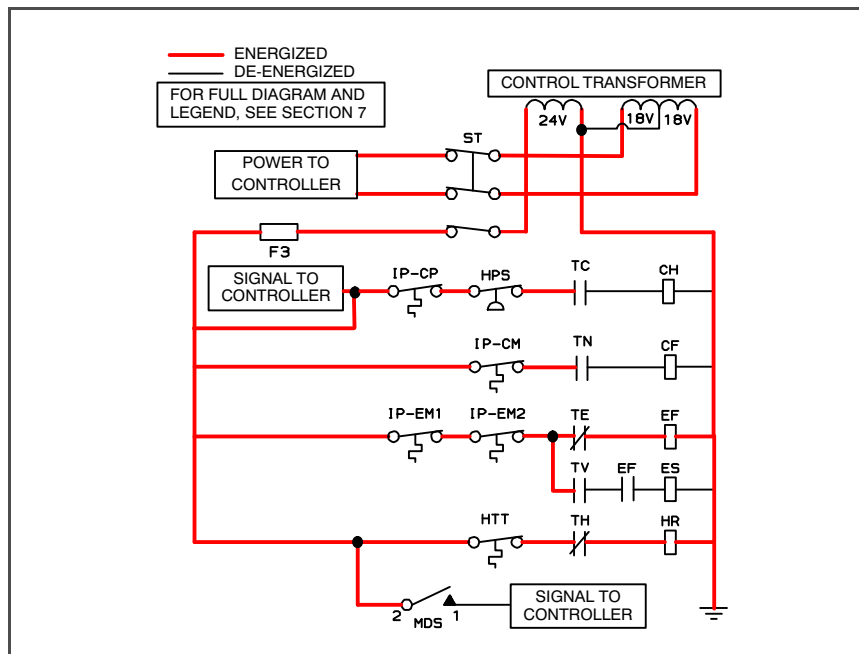 ENERGIZED
DE-ENERGIZED
FOR FULL DIAGRAM AND
LEGEND, SEE SECTION 7
CONTROL TRANSFORMER
24V
18V
18V
ST
POWER TO
CONTROLLER
F3
SIGNAL TO
CONTROLLER
IP-CP
HPS
TC
CH
IP-CM
TN
CF
IP-EM1
IP-EM2
TE
EF
TV
EF
ES
HTT
TH
HR
2
MDS
1
SIGNAL TO
CONTROLLER